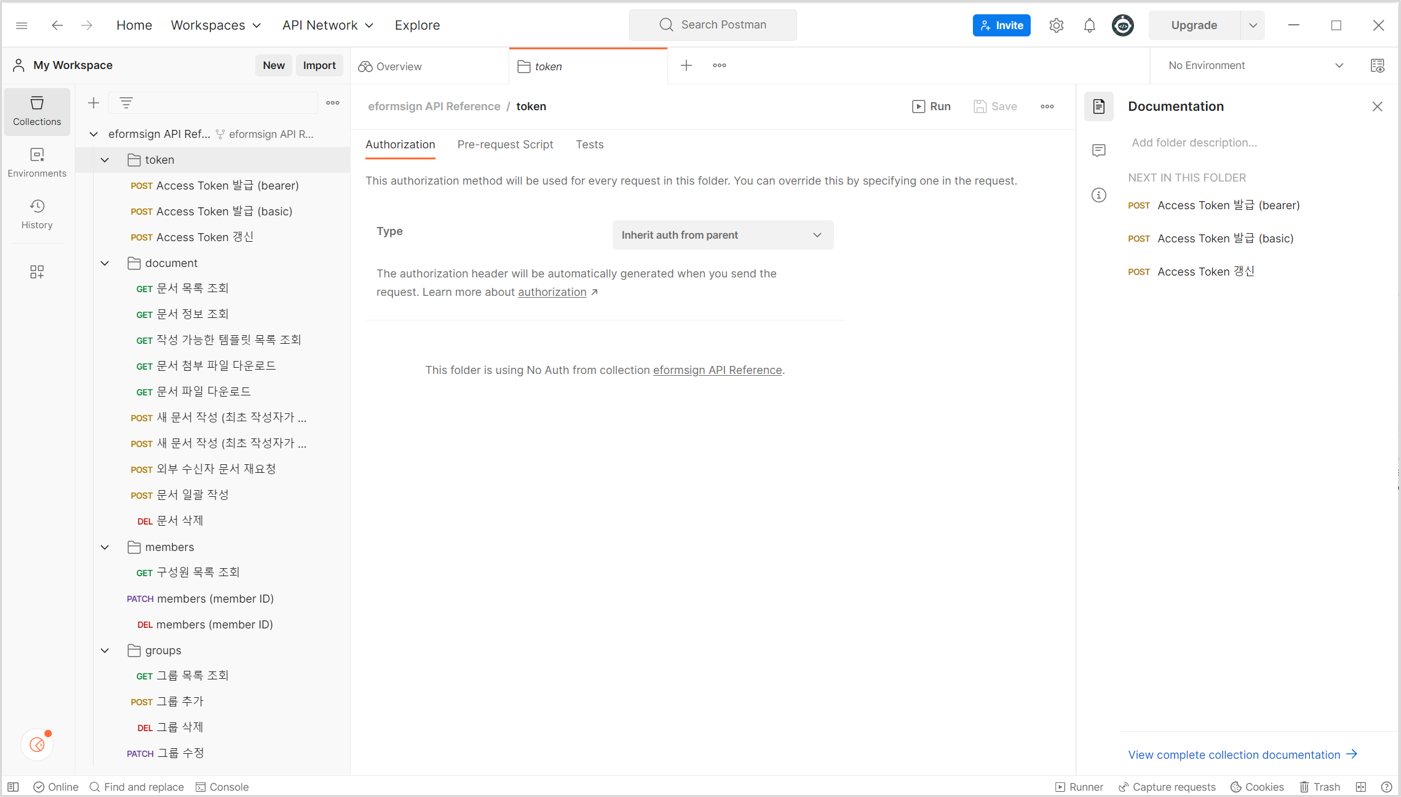 Home Workspaces API Network Explore Search Postman Invite Upgrade
My Workspace New Import Overview token No Environment
Collections
Environments
History
eformsign API Ref... eformsign API R...
token
POST Access Token 발급 (bearer)
POST Access Token 발급 (basic)
POST Access Token 갱신
document
GET 문서 목록 조회
GET 문서 정보 조회
GET 작성 가능한 템플릿 목록 조회
GET 문서 첨부 파일 다운로드
GET 문서 파일 다운로드
POST 새 문서 작성 (최초 작성자가 ...
POST 새 문서 작성 (최초 작성자가 ...
POST 외부 수신자 문서 재요청
POST 문서 일괄 작성
DEL 문서 삭제
members
GET 구성원 목록 조회
PATCH members (member ID)
DEL members (member ID)
groups
GET 그룹 목록 조회
POST 그룹 추가
DEL 그룹 삭제
PATCH 그룹 수정
eformsign API Reference / token Run Save
Authorization Pre-request Script Tests
This authorization method will be used for every request in this folder. You can override this by specifying one in the request.
Type Inherit auth from parent
The authorization header will be automatically generated when you send the
request. Learn more about authorization ↗
This folder is using No Auth from collection eformsign API Reference.
Documentation
Add folder description...
NEXT IN THIS FOLDER
POST Access Token 발급 (bearer)
POST Access Token 발급 (basic)
POST Access Token 갱신
View complete collection documentation →
Online Find and replace Console Runner Capture requests Cookies Trash